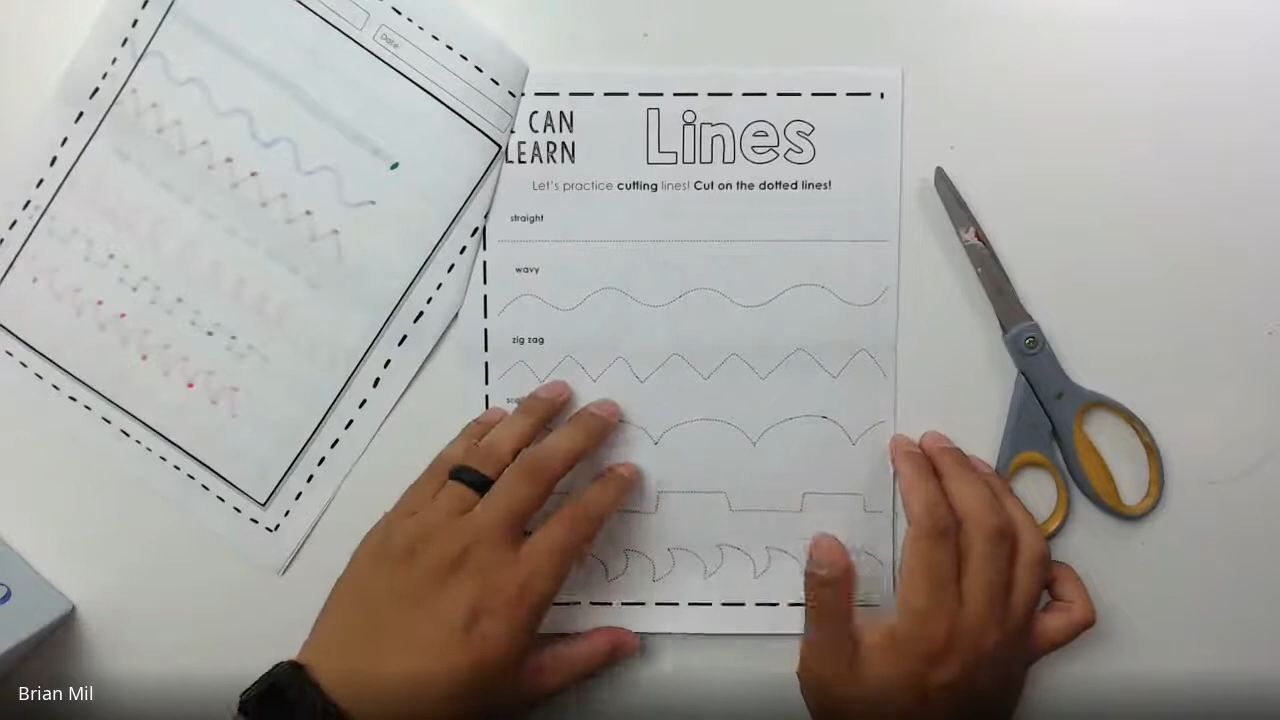 Date:
I CAN
LEARN
Lines
Let's practice cutting lines! Cut on the dotted lines!
straight
wavy
zig zag
Brian Mil